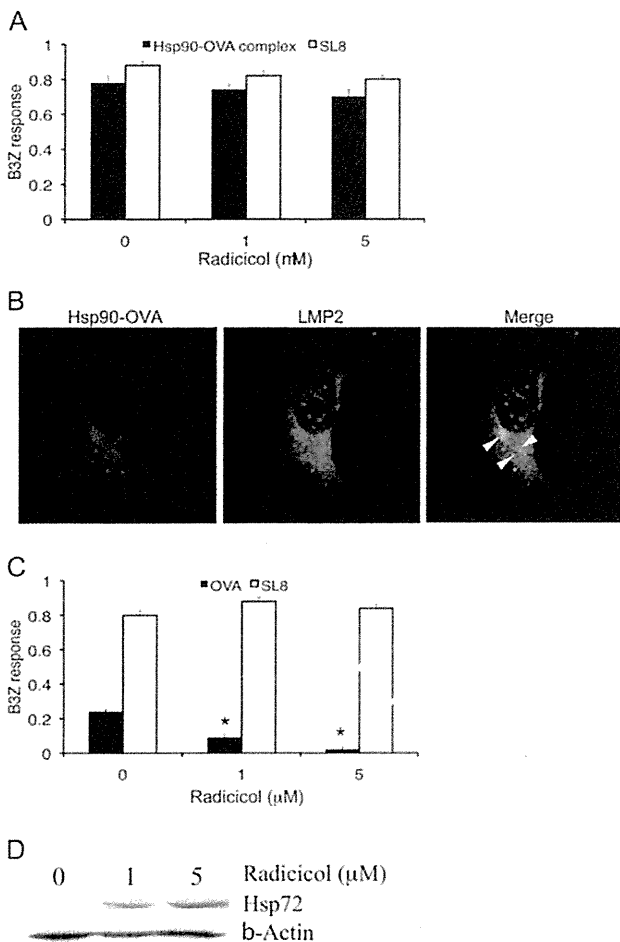 A
Hsp90-OVA complex SL8
1
0.8
0.6
0.4
0.2
0
B3Z response
0 1 5
Radicicol (mM)
B
Hsp90-OVA LMP2 Merge
C
OVA SL8
1
0.8
0.6
0.4
0.2
0
B3Z response
* *
0 1 5
Radicicol (μM)
D
0 1 5 Radicicol (μM)
Hsp72
b-Actin